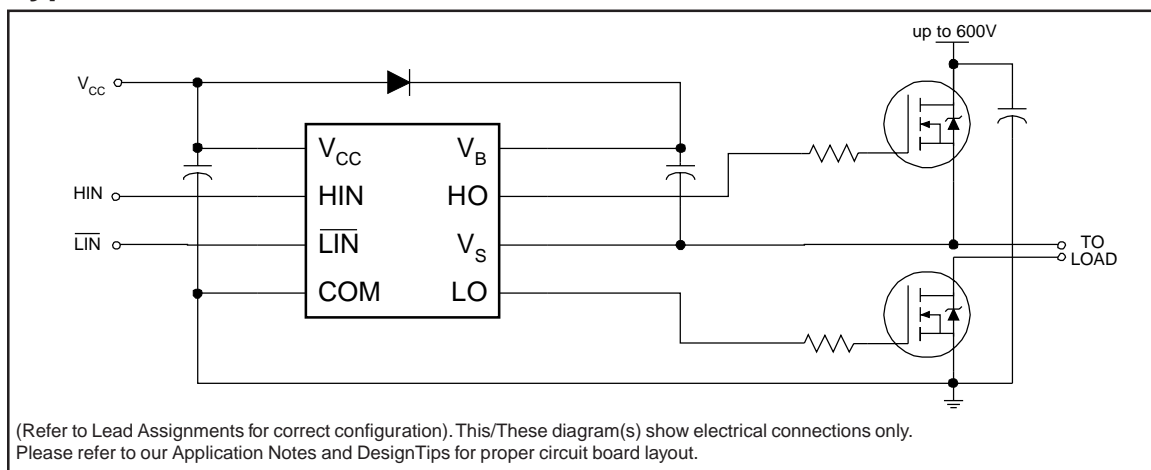 up to 600V
VCC
VCC
VB
HIN
HIN
HO
LIN
LIN
VS
TO
LOAD
COM
LO
(Refer to Lead Assignments for correct configuration). This/These diagram(s) show electrical connections only.
Please refer to our Application Notes and DesignTips for proper circuit board layout.